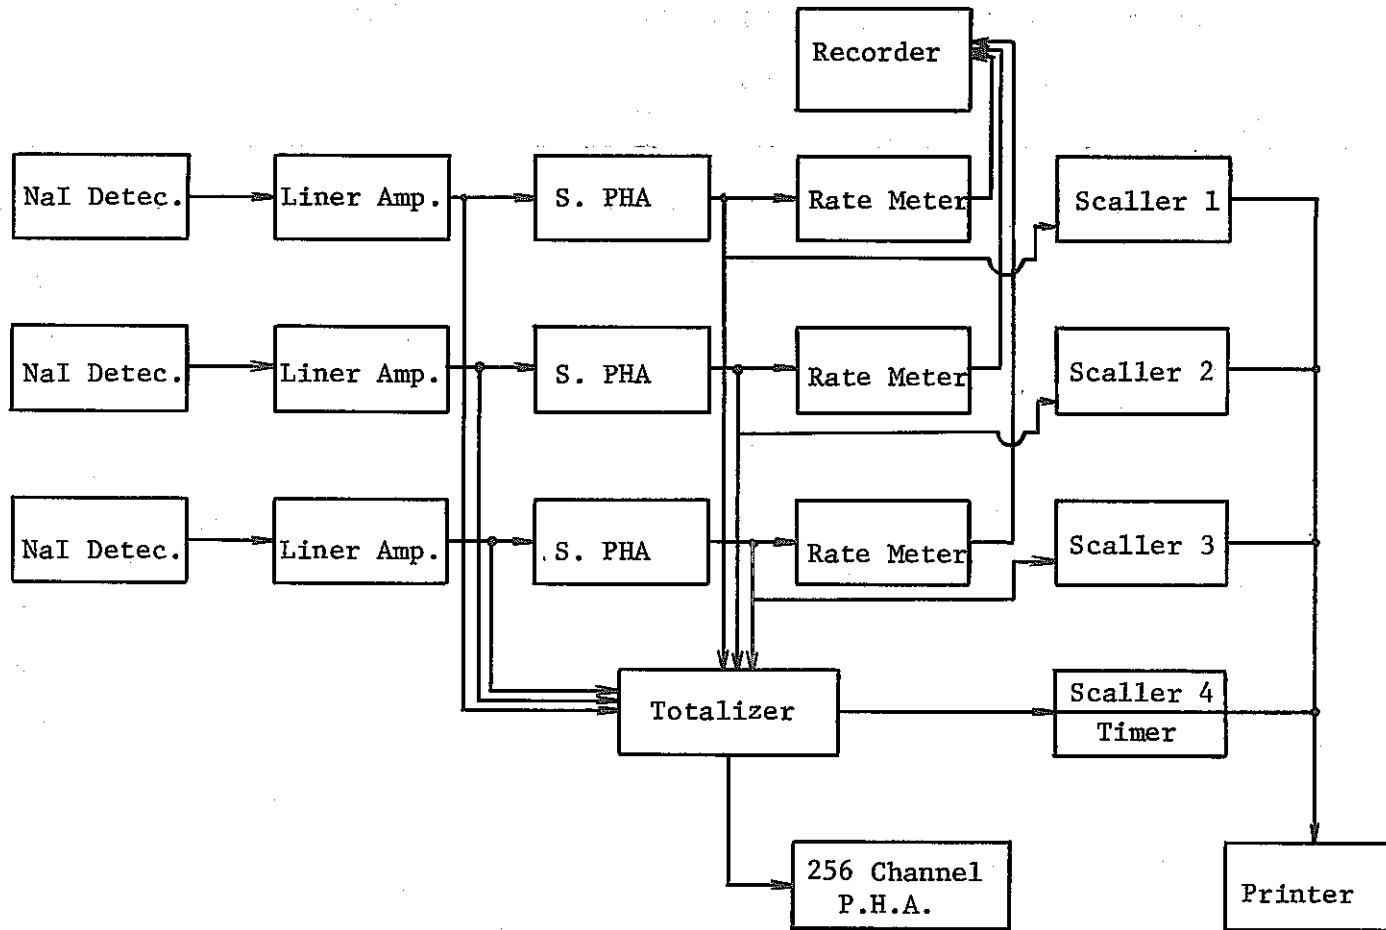 Recorder
NaI Detec.
Liner Amp.
S. PHA
Rate Meter
Scaller 1
NaI Detec.
Liner Amp.
S. PHA
Rate Meter
Scaller 2
NaI Detec.
Liner Amp.
S. PHA
Rate Meter
Scaller 3
Totalizer
Scaller 4
Timer
256 Channel
P.H.A.
Printer